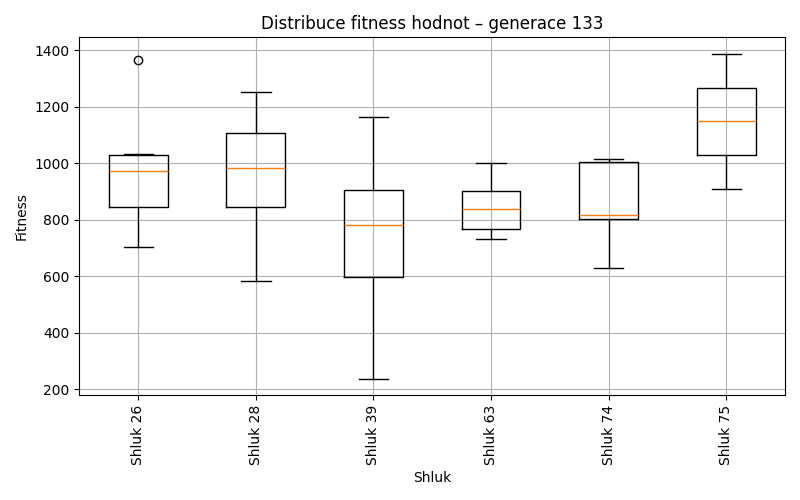 Distribuce fitness hodnot – generace 133
1400
1200
1000
800
600
400
200
Fitness
Shluk 26
Shluk 28
Shluk 39
Shluk 63
Shluk 74
Shluk 75
Shluk